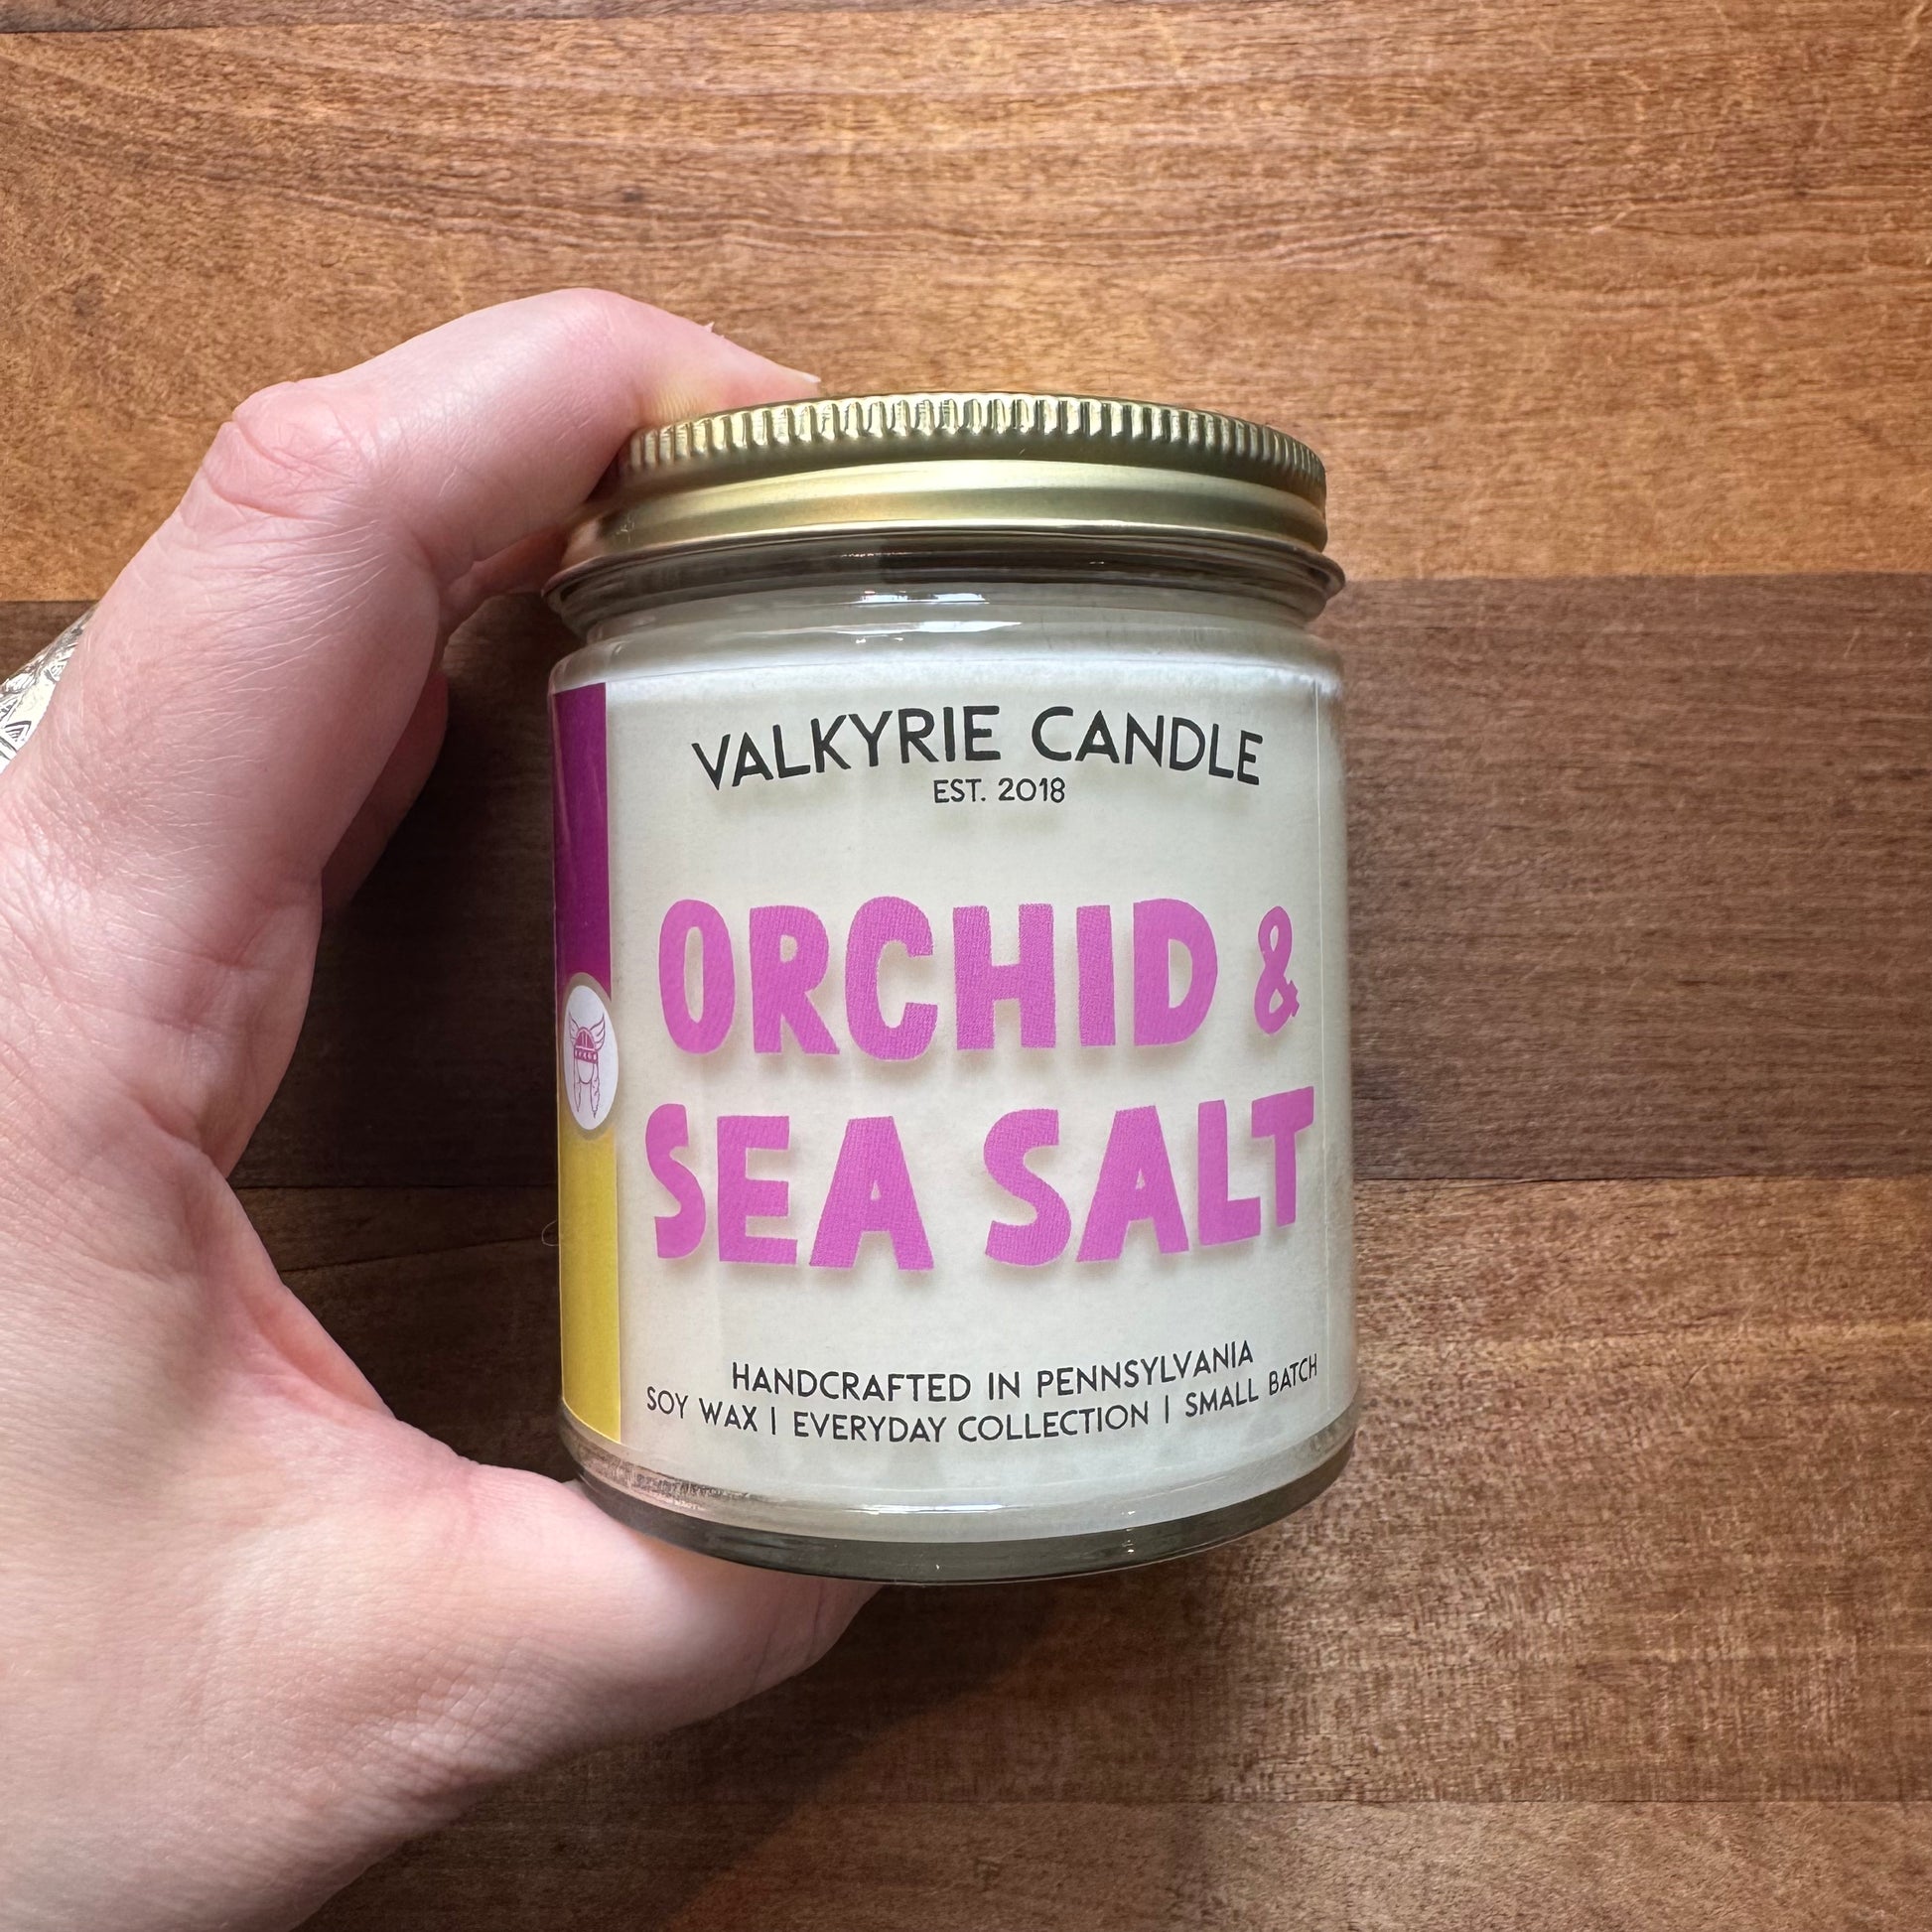 VALKYRIE CANDLE
EST. 2018
ORCHID &
SEA SALT
HANDCRAFTED IN PENNSYLVANIA
SOY WAX | EVERYDAY COLLECTION | SMALL BATCH